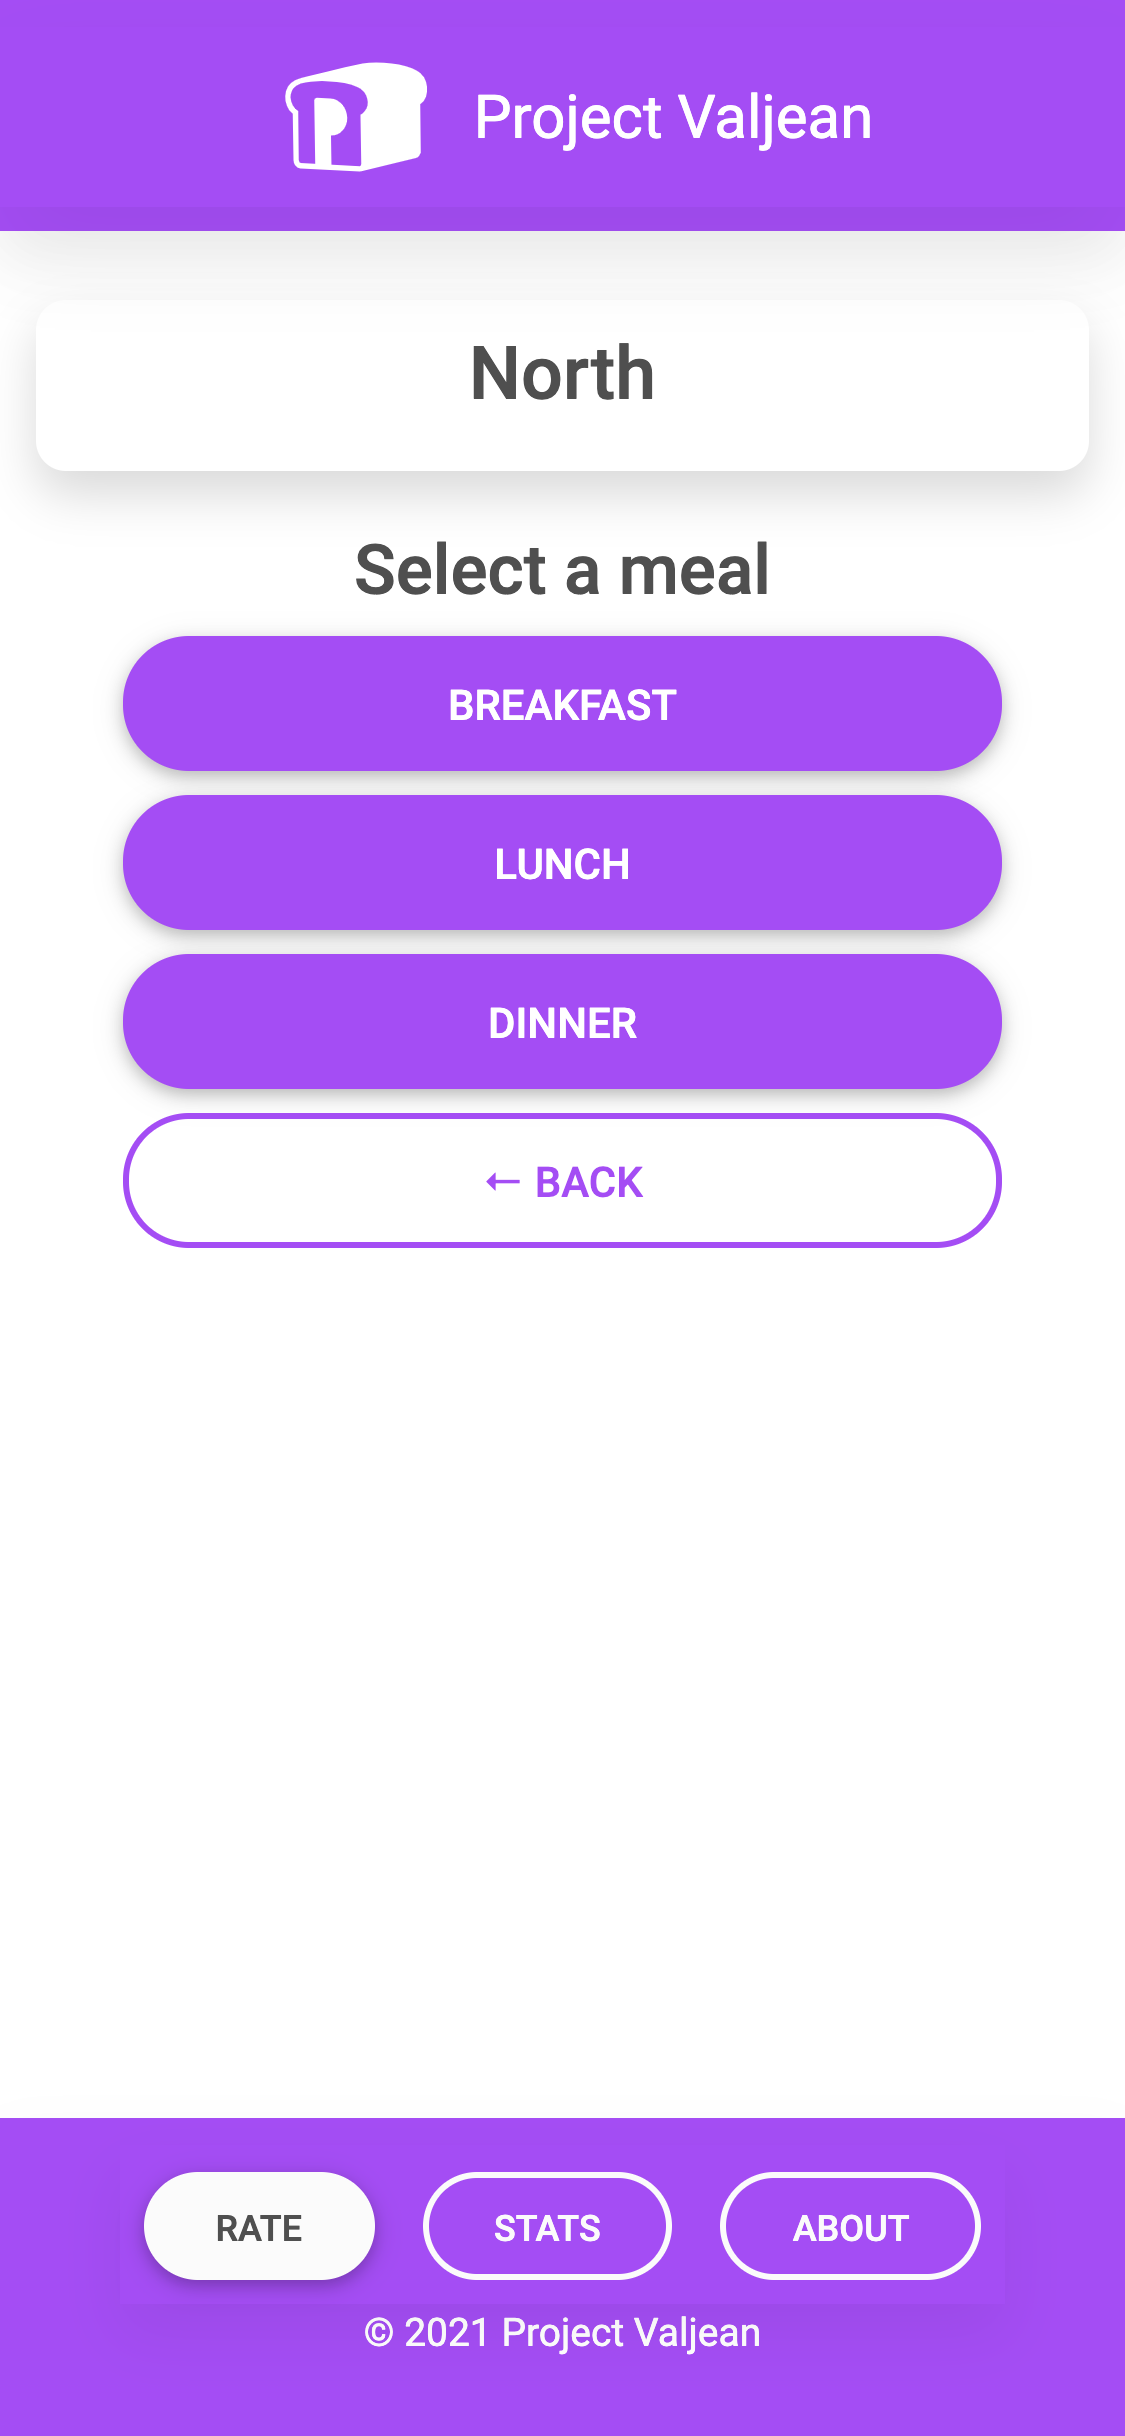 P
Project Valjean
North
Select a meal
BREAKFAST
LUNCH
DINNER
← BACK
RATE
STATS
ABOUT
© 2021 Project Valjean